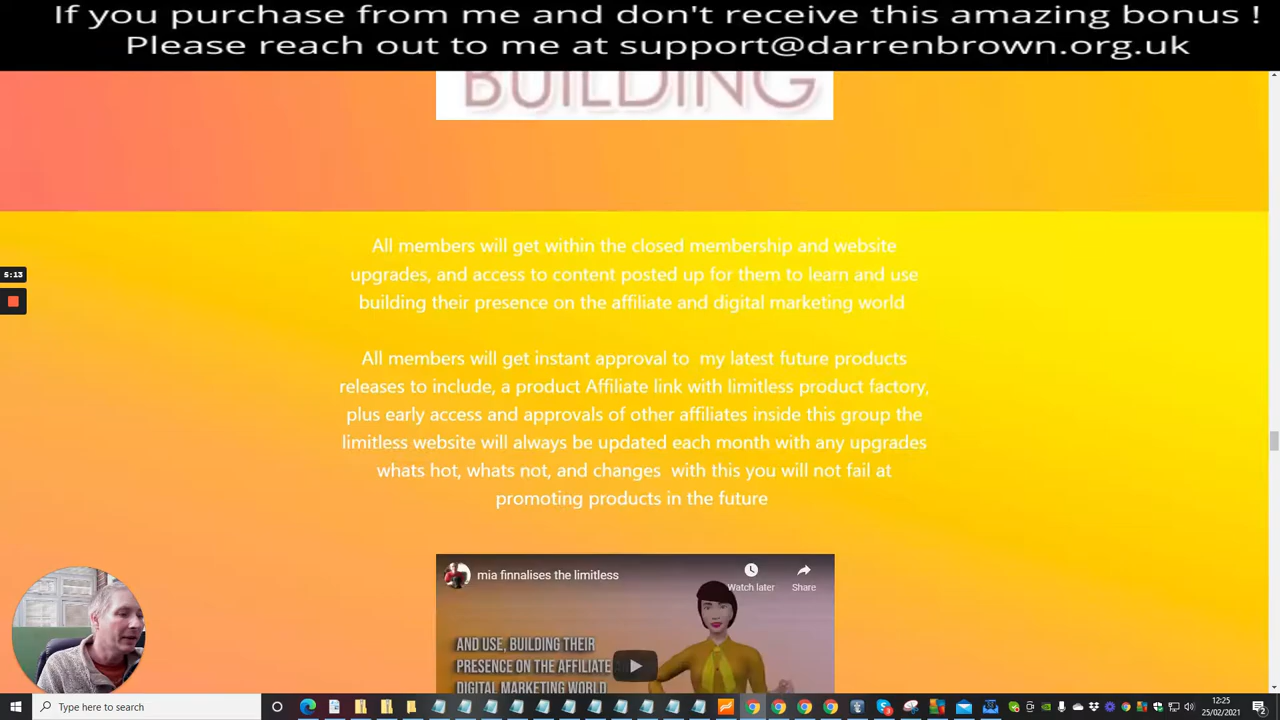 If you purchase from me and don't receive this amazing bonus !
Please reach out to me at support@darrenbrown.org.uk
BUILDING
All members will get within the closed membership and website
upgrades, and access to content posted up for them to learn and use
building their presence on the affiliate and digital marketing world
All members will get instant approval to  my latest future products
releases to include, a product Affiliate link with limitless product factory,
plus early access and approvals of other affiliates inside this group the
limitless website will always be updated each month with any upgrades
whats hot, whats not, and changes  with this you will not fail at
promoting products in the future
5:13
mia finnalises the limitless
Watch later
Share
AND USE, BUILDING THEIR
PRESENCE ON THE AFFILIATE
DIGITAL MARKETING WORLD
Type here to search
12:25
25/02/2021